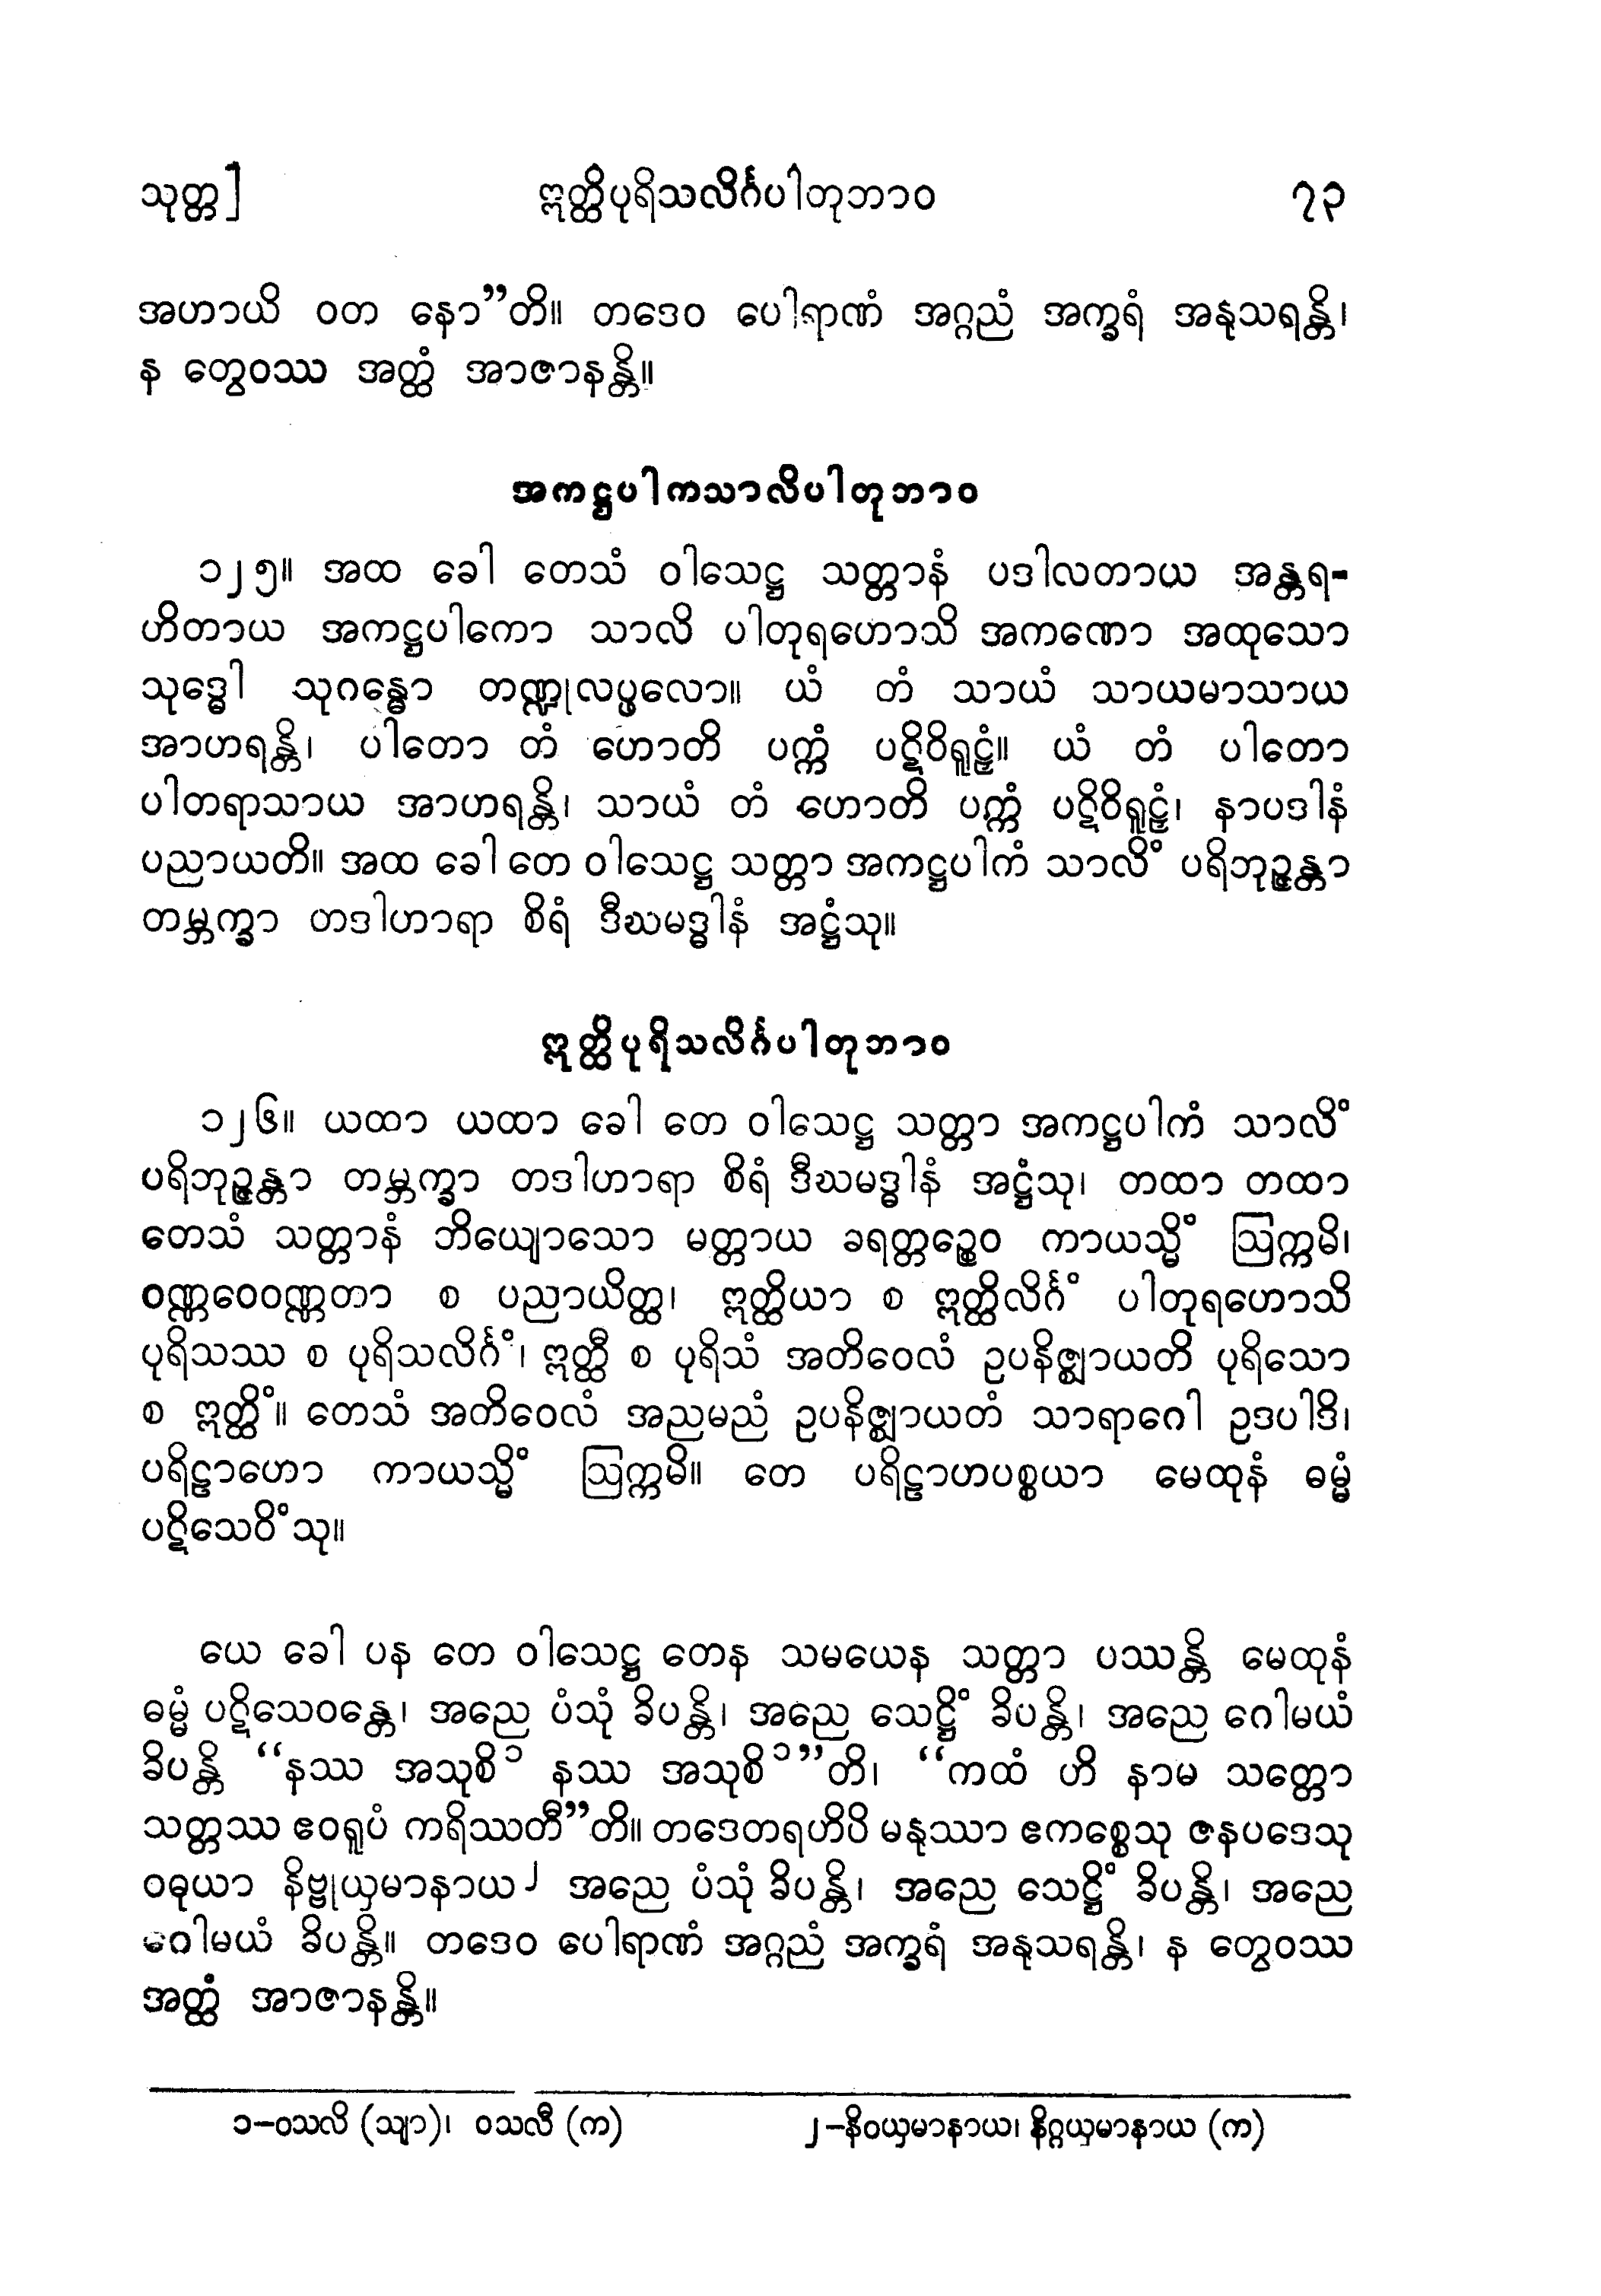 သုတ္တ] ဣတ္ထိပုရိသလိင်္ဂပါတုဘာဝ ၇၃
အဟာယိ ဝတ နော”တိ။ တဒေဝ ပေါရာဏံ အဂ္ဂညံ အက္ခရံ အနုသရန္တိ၊
န တွေဝဿ အတ္ထံ အာဇာနန္တိ။
အကဋ္ဌပါကသာလိပါတုဘာဝ
၁၂၅။ အထ ခေါ တေသံ ဝါသေဋ္ဌ သတ္တာနံ ပဒါလတာယ အန္တရ-
ဟိတာယ အကဋ္ဌပါကော သာလိ ပါတုရဟောသိ အကဏော အထုသော
သုဒ္ဓေါ သုဂန္ဓော တဏ္ဍုလပ္ဖလော။ ယံ တံ သာယံ သာယမာသာယ
အာဟရန္တိ၊ ပါတော တံ ဟောတိ ပက္ကံ ပဋိဝိရူဠှံ။ ယံ တံ ပါတော
ပါတရာသာယ အာဟရန္တိ၊ သာယံ တံ ဟောတိ ပက္ကံ ပဋိဝိရူဠှံ၊ နာပဒါနံ
ပညာယတိ။ အထ ခေါ တေ ဝါသေဋ္ဌ သတ္တာ အကဋ္ဌပါကံ သာလိံ ပရိဘုဉ္ဇန္တာ
တမ္ဘက္ခာ တဒါဟာရာ စိရံ ဒီဃမဒ္ဓါနံ အဋ္ဌံသု။
ဣတ္ထိပုရိသလိင်္ဂပါတုဘာဝ
၁၂၆။ ယထာ ယထာ ခေါ တေ ဝါသေဋ္ဌ သတ္တာ အကဋ္ဌပါကံ သာလိံ
ပရိဘုဉ္ဇန္တာ တမ္ဘက္ခာ တဒါဟာရာ စိရံ ဒီဃမဒ္ဓါနံ အဋ္ဌံသု၊ တထာ တထာ
တေသံ သတ္တာနံ ဘိယျောသော မတ္တာယ ခရတ္တဉ္စေဝ ကာယသ္မိံ ဩက္ကမိ၊
ဝဏ္ဏဝေဝဏ္ဏတာ စ ပညာယိတ္ထ၊ ဣတ္ထိယာ စ ဣတ္ထိလိင်္ဂံ ပါတုရဟောသိ
ပုရိသဿ စ ပုရိသလိင်္ဂံ၊ ဣတ္ထီ စ ပုရိသံ အတိဝေလံ ဥပနိဇ္ဈာယတိ ပုရိသော
စ ဣတ္ထိံ။ တေသံ အတိဝေလံ အညမညံ ဥပနိဇ္ဈာယတံ သာရာဂေါ ဥဒပါဒိ၊
ပရိဠာဟော ကာယသ္မိံ ဩက္ကမိ။ တေ ပရိဠာဟပစ္စယာ မေထုနံ ဓမ္မံ
ပဋိသေဝိံသု။
ယေ ခေါ ပန တေ ဝါသေဋ္ဌ တေန သမယေန သတ္တာ ပဿန္တိ မေထုနံ
ဓမ္မံ ပဋိသေဝန္တေ၊ အညေ ပံသုံ ခိပန္တိ၊ အညေ သေဋ္ဌိံ ခိပန္တိ၊ အညေ ဂေါမယံ
ခိပန္တိ “နဿ အသုစိ၁ နဿ အသုစိ၁”တိ၊ “ကထံ ဟိ နာမ သတ္တော
သတ္တဿ ဧဝရူပံ ကရိဿတီ”တိ။ တဒေတရဟိပိ မနုဿာ ဧကစ္စေသု ဇနပဒေသု
ဝဓုယာ နိဗ္ဗုယှမာနာယ၂ အညေ ပံသုံ ခိပန္တိ၊ အညေ သေဋ္ဌိံ ခိပန္တိ၊ အညေ
ဂေါမယံ ခိပန္တိ။ တဒေဝ ပေါရာဏံ အဂ္ဂညံ အက္ခရံ အနုသရန္တိ၊ န တွေဝဿ
အတ္ထံ အာဇာနန္တိ။
၁-ဝသလိ (သျာ)၊ ဝသလီ (က) ၂-နိဝယှမာနာယ၊ နိဂ္ဂယှမာနာယ (က)